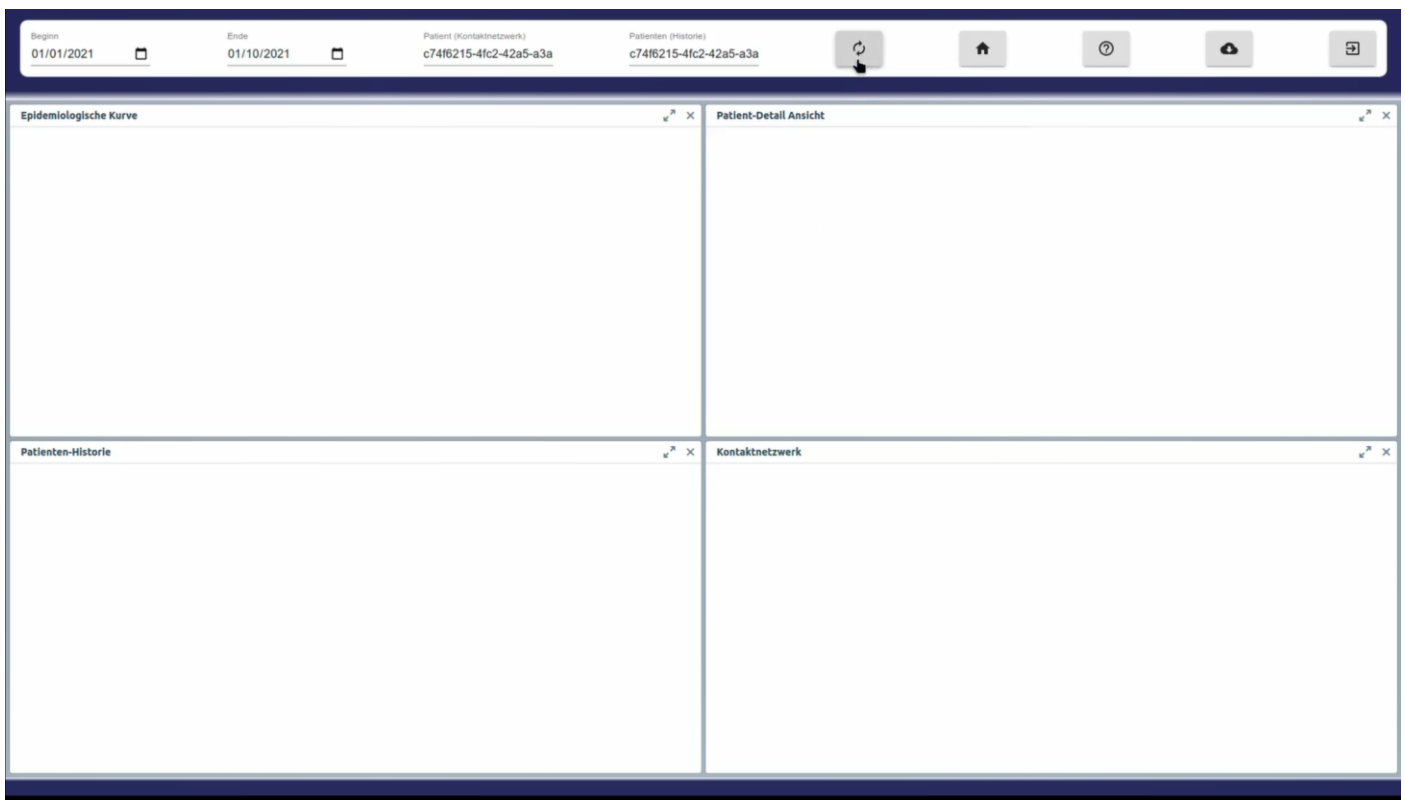 Beginn
01/01/2021
Ende
01/10/2021
Patient (Kontaktnetzwerk)
c74f6215-4fc2-42a5-a3a
Patienten (Historie)
c74f6215-4fc2-42a5-a3a
Epidemiologische Kurve
Patient-Detail Ansicht
Patienten-Historie
Kontaktnetzwerk